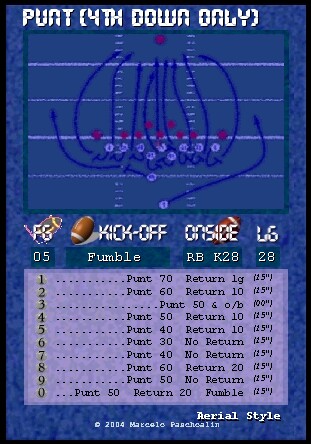 PUNT (4TH DOWN ONLY)
FG KICK-OFF ONSIDE LG
05 Fumble RB K28 28
1 ............Punt 70 Return lg (15")
2 ............Punt 60 Return 10 (15")
3 ..................Punt 50 & o/b (00")
4 ............Punt 50 Return 10 (15")
5 ............Punt 40 Return 10 (15")
6 ............Punt 30 No Return (15")
7 ............Punt 40 No Return (15")
8 ............Punt 60 Return 20 (15")
9 ............Punt 50 No Return (15")
0 ...Punt 50 Return 20 Fumble (15")
Aerial Style
© 2004 Marcelo Paschoalin